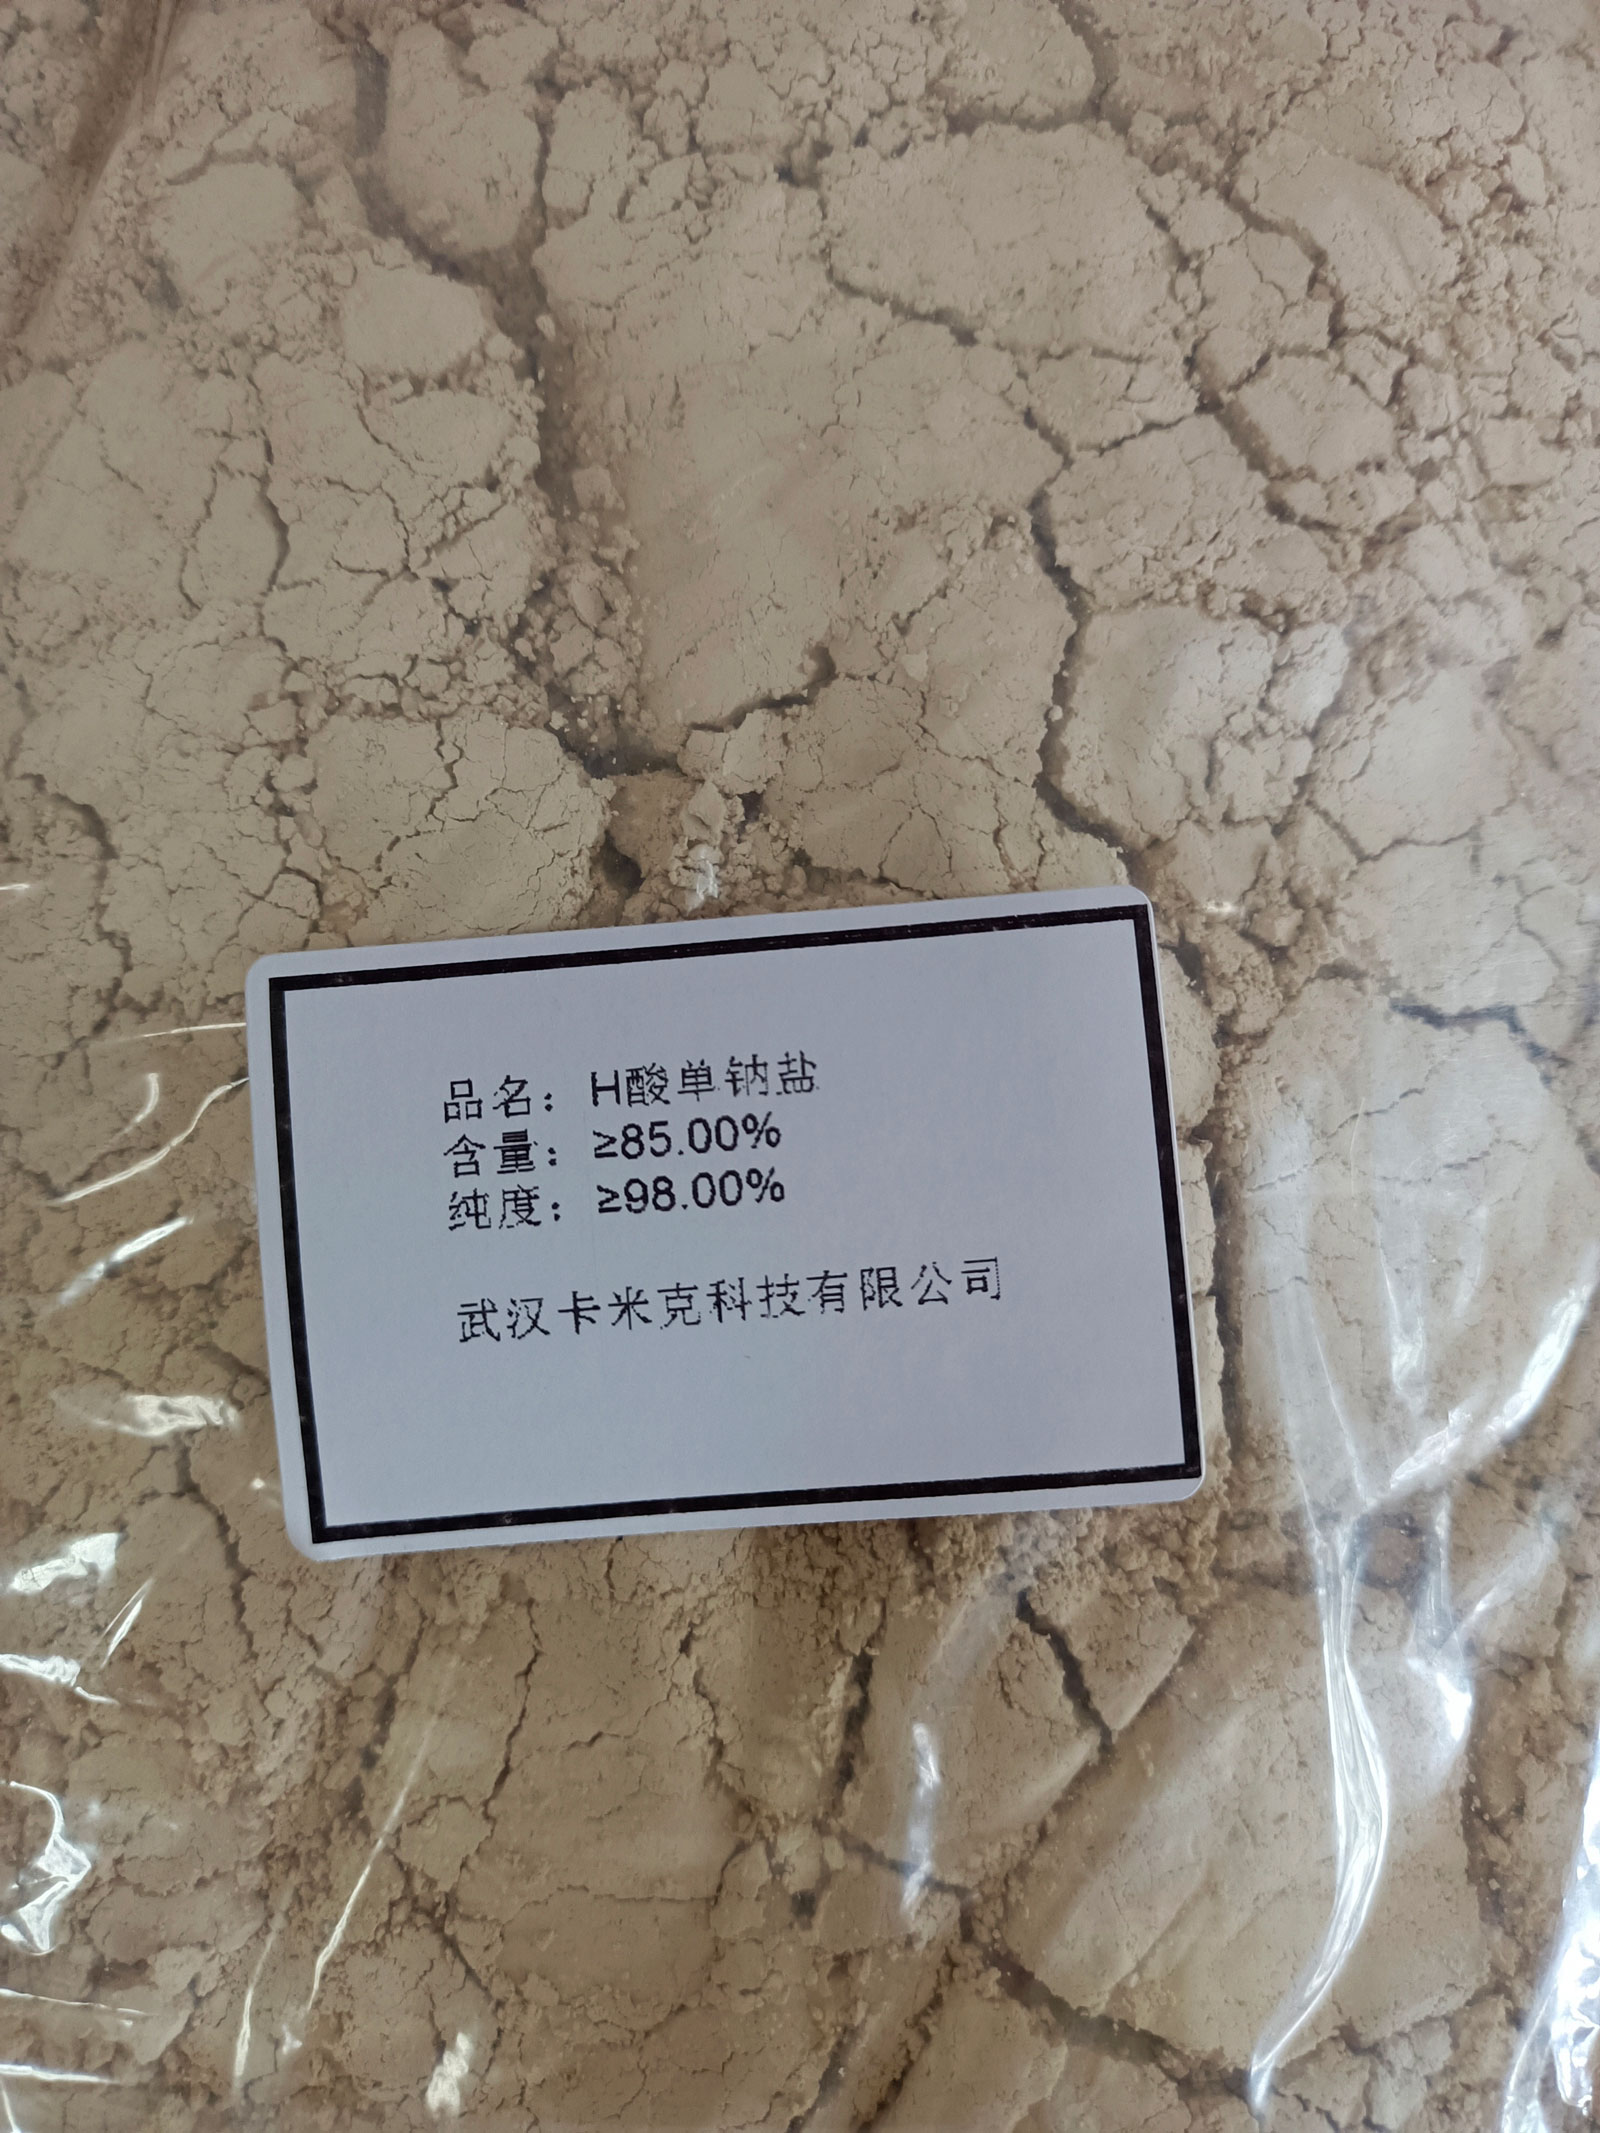 品名：H酸单钠盐
含量：≥85.00%
纯度：≥98.00%
武汉卡米克科技有限公司